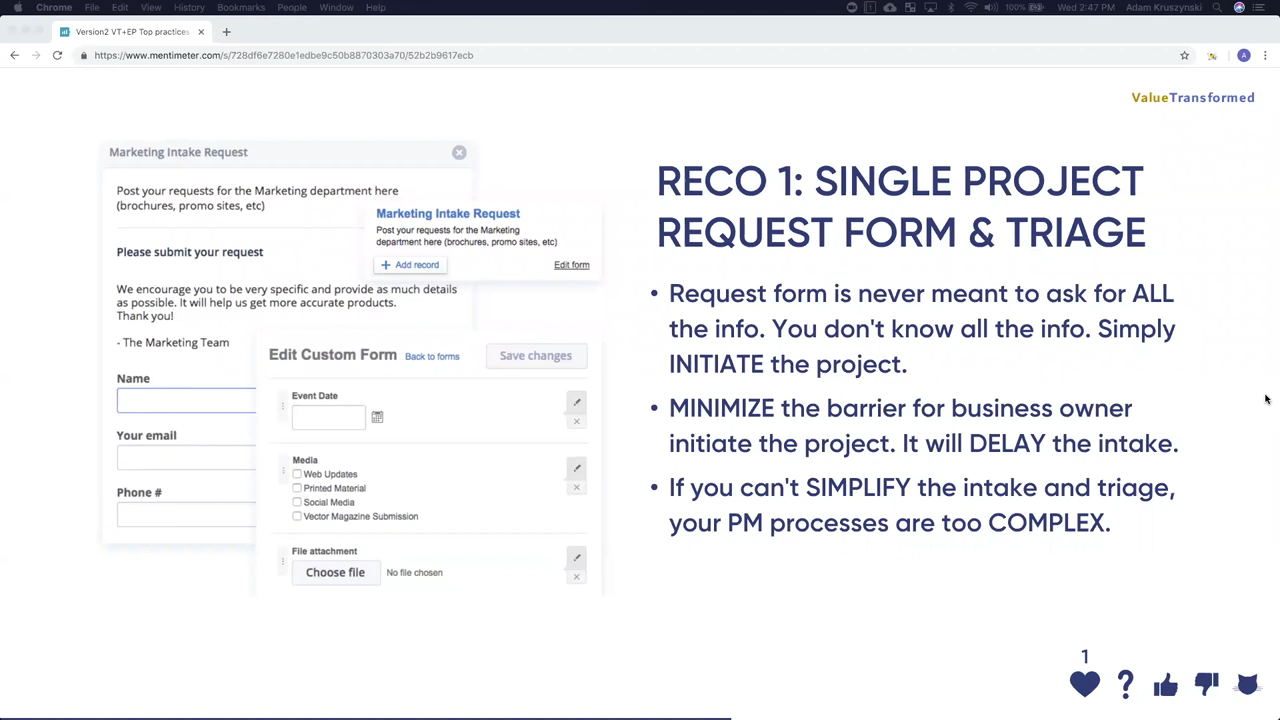 Chrome File Edit View History Bookmarks People Window Help 100% Wed 2:47 PM Adam Kruszynski
Version2 VT+EP Top practices
https://www.mentimeter.com/s/728df6e7280e1edbe9c50b8870303a70/52b2b9617ecb
A
ValueTransformed
Marketing Intake Request
Post your requests for the Marketing department here
(brochures, promo sites, etc)
Please submit your request
We encourage you to be very specific and provide as much details
as possible. It will help us get more accurate products.
Thank you!
- The Marketing Team
Name
Your email
Phone #
Marketing Intake Request
Post your requests for the Marketing
department here (brochures, promo sites, etc)
+ Add record
Edit form
Edit Custom Form Back to forms Save changes
Event Date
Media
Web Updates
Printed Material
Social Media
Vector Magazine Submission
File attachment
Choose file No file chosen
RECO 1: SINGLE PROJECT
REQUEST FORM & TRIAGE
• Request form is never meant to ask for ALL
the info. You don't know all the info. Simply
INITIATE the project.
• MINIMIZE the barrier for business owner
initiate the project. It will DELAY the intake.
• If you can't SIMPLIFY the intake and triage,
your PM processes are too COMPLEX.
1
?